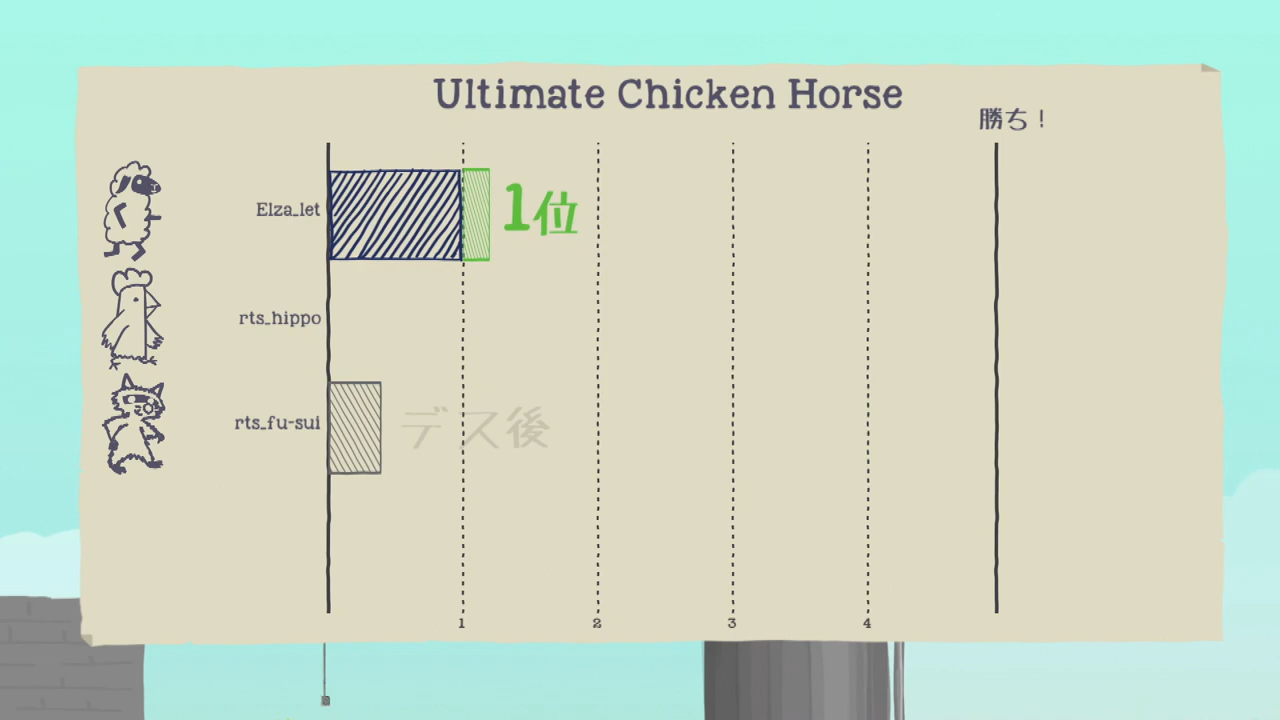 Ultimate Chicken Horse
勝ち！
Elza_let
1位
rts_hippo
rts_fu-sui
デス後
1
2
3
4